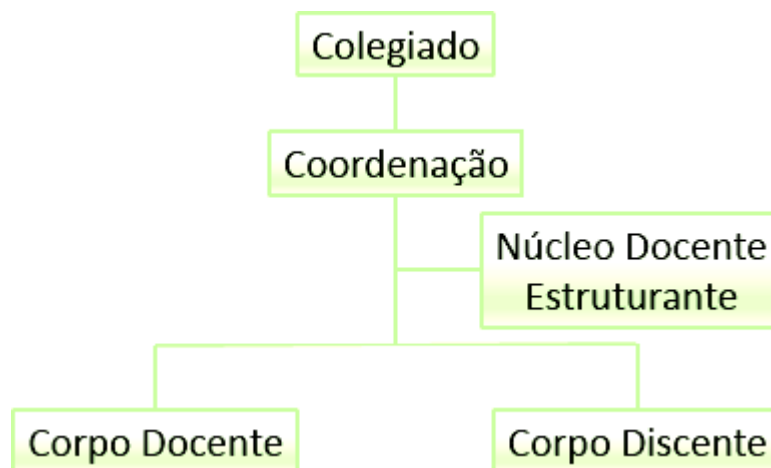 Colegiado
Coordenação
Núcleo Docente
Estruturante
Corpo Docente
Corpo Discente